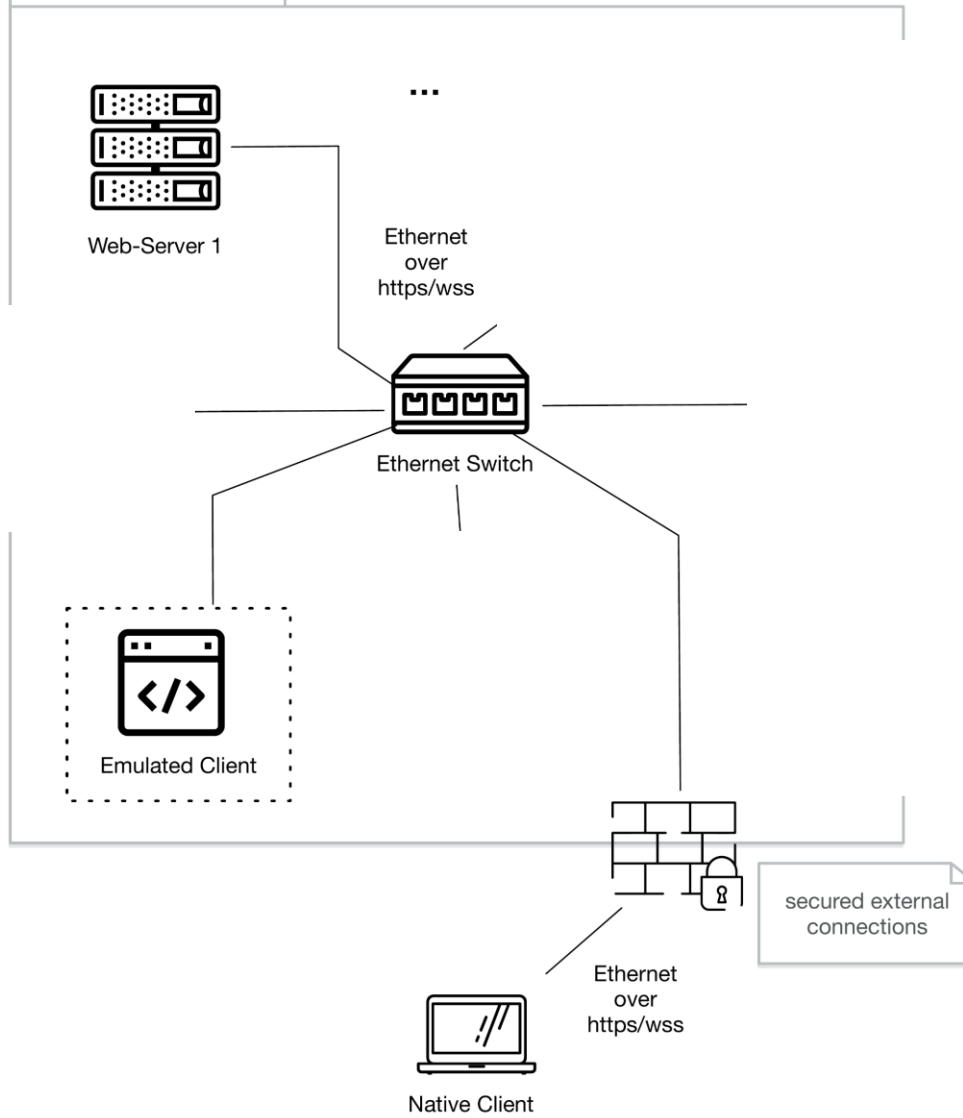 ...
Web-Server 1
Ethernet
over
https/wss
Ethernet Switch
</>
Emulated Client
secured external
connections
Ethernet
over
https/wss
Native Client